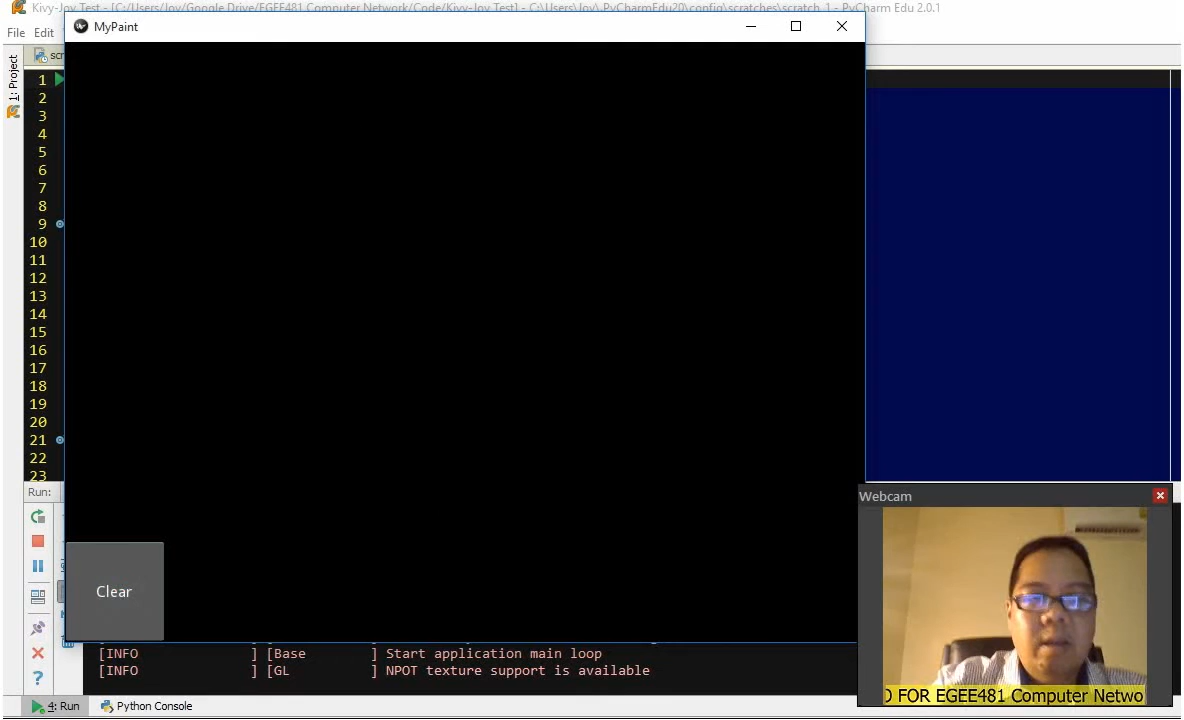 Kivy-Joy Test - [C:/Users/Joy/Google Drive/EGEE481 Computer Network/Code/Kivy-Joy Test] - C:\Users\Joy\.PyCharmEdu20\config\scratches\scratch_1 - PyCharm Edu 2.0.1
MyPaint
File Edit
scr
1: Project
1
2
3
4
5
6
7
8
9
10
11
12
13
14
15
16
17
18
19
20
21
22
23
Run:
Webcam
Clear
[INFO ] [Base ] Start application main loop
[INFO ] [GL ] NPOT texture support is available
O FOR EGEE481 Computer Netwo
4: Run Python Console